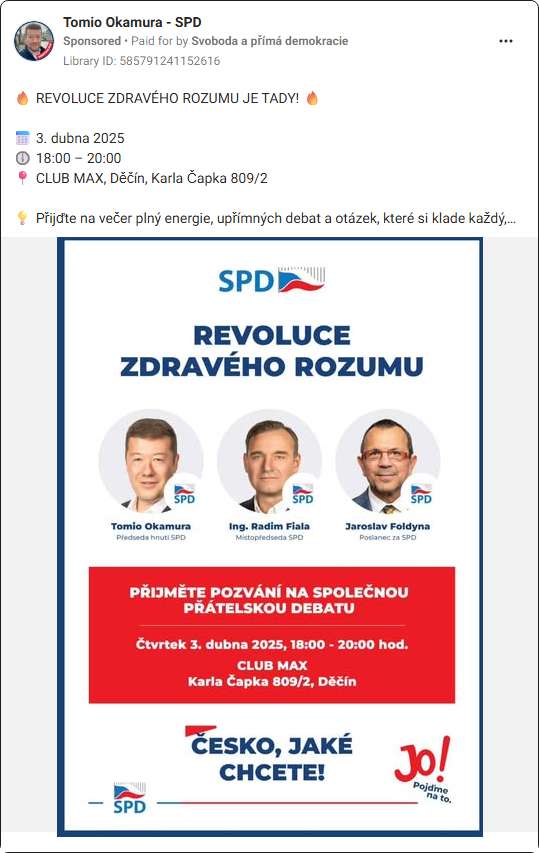 Tomio Okamura - SPD
Sponsored • Paid for by Svoboda a přímá demokracie
Library ID: 585791241152616
🔥 REVOLUCE ZDRAVÉHO ROZUMU JE TADY! 🔥
📅 3. dubna 2025
🕕 18:00 – 20:00
📍 CLUB MAX, Děčín, Karla Čapka 809/2
💡 Přijďte na večer plný energie, upřímných debat a otázek, které si klade každý,...
SPD
REVOLUCE
ZDRAVÉHO ROZUMU
SPD SPD SPD
Tomio Okamura Ing. Radim Fiala Jaroslav Foldyna
Předseda hnutí SPD Místopředseda SPD Poslanec za SPD
PŘIJMĚTE POZVÁNÍ NA SPOLEČNOU
PŘÁTELSKOU DEBATU
Čtvrtek 3. dubna 2025, 18:00 - 20:00 hod.
CLUB MAX
Karla Čapka 809/2, Děčín
ČESKO, JAKÉ
CHCETE!
Jo!
Pojďme
na to.
SPD